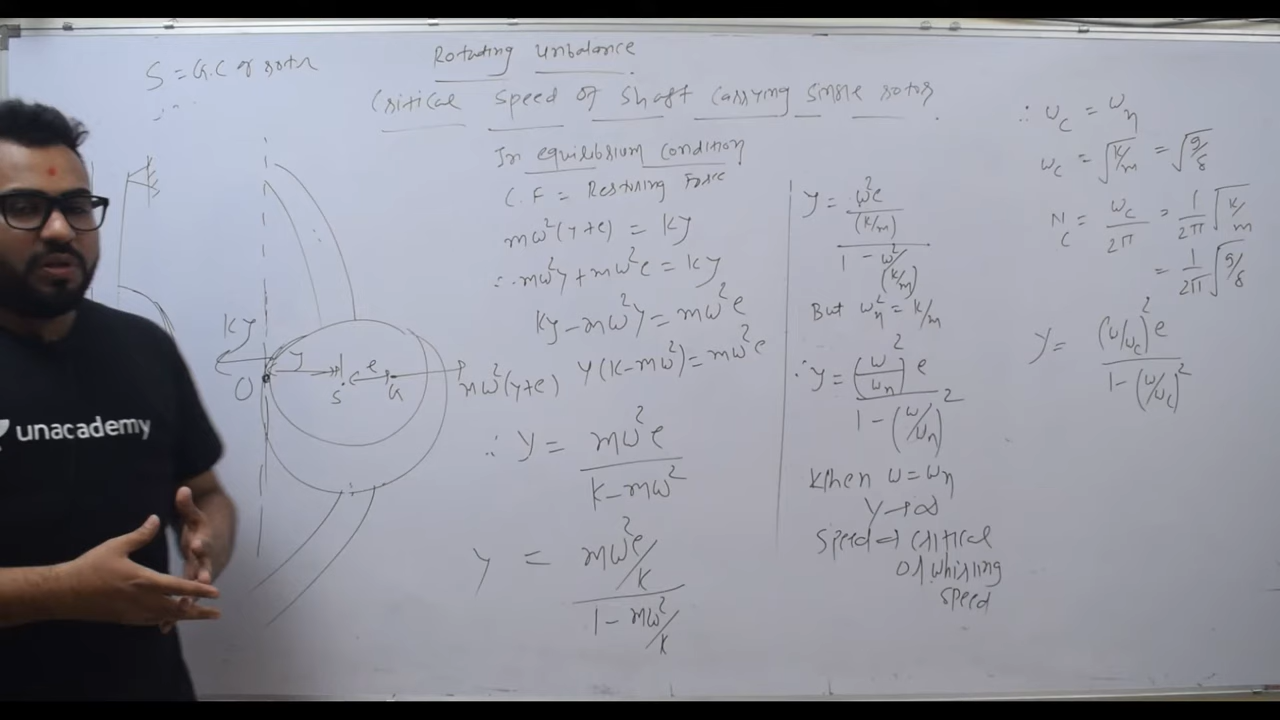 Rotating Unbalance
Critical speed of shaft carrying single rotor
S = G.C of rotor
In equilibrium condition
C.F = Restoring Force
mω²(y+e) = ky
∴ mω²y + mω²e = ky
ky - mω²y = mω²e
y(k-mω²) = mω²e
∴ y = mω²e / k-mω²
y = mω²e/k / 1 - mω²/k
ky
y
e
O
S
G
mω²(y+e)
unacademy
y = ω²e/(k/m) / 1 - ω²/(k/m)
But ωn² = k/m
∴ y = (ω/ωn)² e / 1 - (ω/ωn)²
When ω = ωn
y → ∞
Speed ⇒ critical
or whirling
speed
∴ ωc = ωn
ωc = √k/m = √g/δ
Nc = ωc/2π = 1/2π √k/m
= 1/2π √g/δ
y = (ω/ωc)² e / 1 - (ω/ωc)²